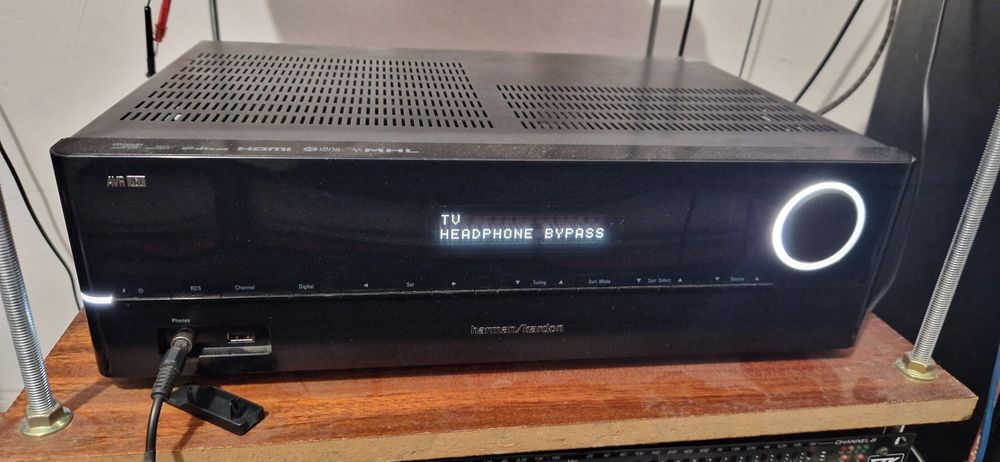 HDMI dlna MHL
AVR
TV
HEADPHONE BYPASS
RDS Channel Digital Set Tuning Surr. Mode Surr. Select Source
Phones
harman/kardon
CHANNEL-B